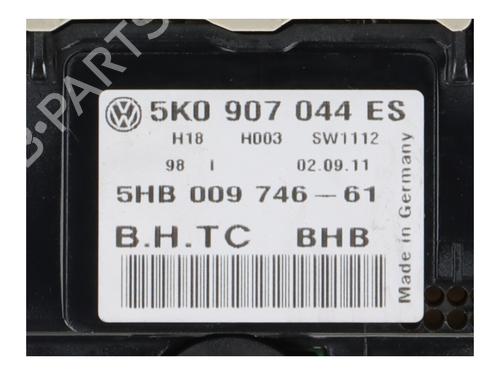 5K0 907 044 ES
H18 H003 SW1112
98 I 02.09.11
5HB 009 746-61
B.H.TC BHB
Made in Germany